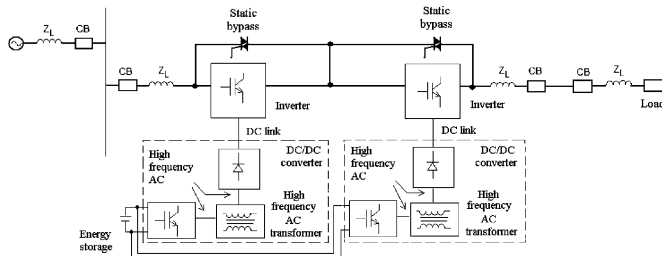 Static
bypass
Static
bypass
Z_L
CB
CB
Z_L
Z_L
CB
CB
Z_L
Inverter
Inverter
Load
DC link
DC link
High
frequency
AC
DC/DC
converter
High
frequency
AC
DC/DC
converter
High
frequency
AC
transformer
High
frequency
AC
transformer
Energy
storage